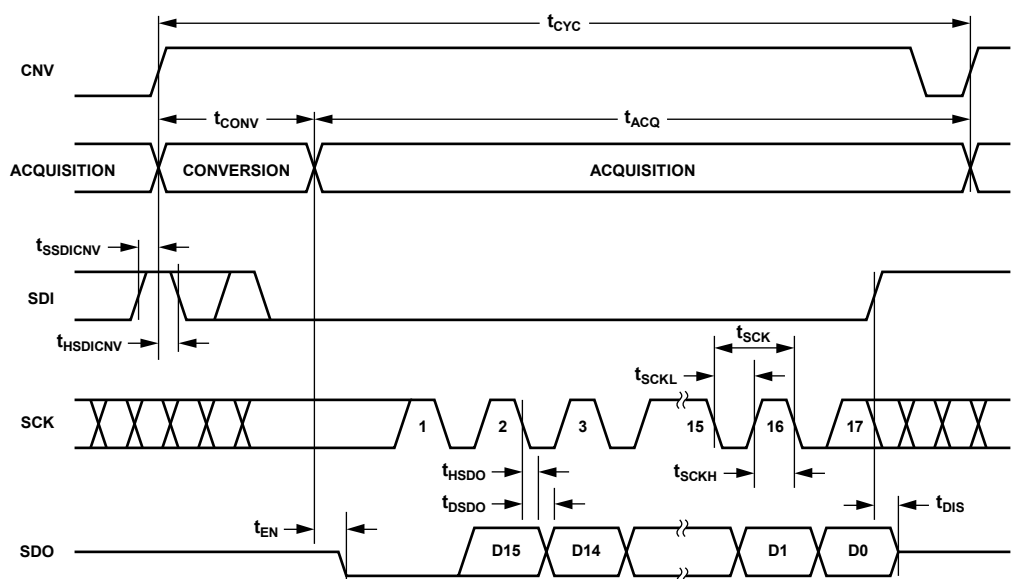 tCYC
CNV
tCONV
tACQ
ACQUISITION
CONVERSION
ACQUISITION
tSSDICNV
SDI
tHSDICNV
tSCK
tSCKL
SCK
1
2
3
15
16
17
tHSDO
tSCKH
tDSDO
tDIS
tEN
SDO
D15
D14
D1
D0